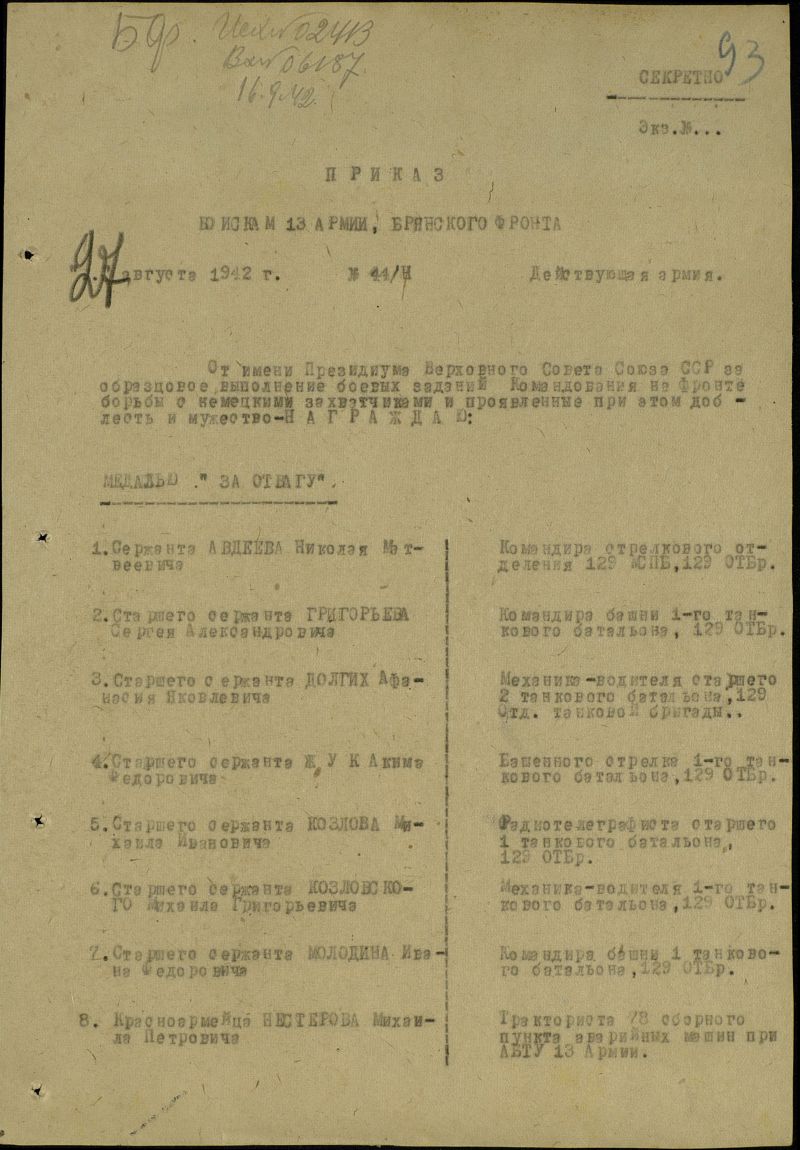 Бф. Исх № 02413
Вх № 06187
16.9.42.
93
СЕКРЕТНО
Экз.№...
ПРИКАЗ
ВОЙСКАМ 13 АРМИИ, БРЯНСКОГО ФРОНТА
27 августа 1942 г. № 44/Н Действующая армия.
От имени Президиума Верховного Совета Союза ССР за
образцовое выполнение боевых заданий Командования на фронте
борьбы с немецкими захватчиками и проявленные при этом доб -
лесть и мужество-НАГРАЖДАЮ:
МЕДАЛЬЮ ." ЗА ОТВАГУ".
1. Сержанта АВДЕЕВА Николая Мат-
веевича
Командира стрелкового от-
деления 129 МСПБ,129 ОТБр.
2. Старшего сержанта ГРИГОРЬЕВА
Сергея Александровича
Командира башни 1-го тан-
кового батальона, 129 ОТБр.
3. Старшего сержанта ДОЛГИХ Афа-
насия Яковлевича
Механика-водителя старшего
2 танкового батальона,129
Отд. танковой бригады..
4. Старшего сержанта Ж У К Акима
Федоровича
Башенного стрелка 1-го тан-
кового батальона,129 ОТБр.
5. Старшего сержанта КОЗЛОВА Ми-
хаила Ивановича
Радиотелеграфиста старшего
1 танкового батальона,
129 ОТБр.
6. Старшего сержанта КОЗЛОВСКО-
ГО Михаила Григорьевича
Механика-водителя 1-го тан-
кового батальона,129 ОТБр.
7. Старшего сержанта МОЛОДИНА Ива-
на Федоровича
Командира башни 1 танково-
го батальона,129 ОТБр.
8. Красноармейца НЕСТЕРОВА Михаи-
ла Петровича
Тракториста 78 сборного
пункта аварийных машин при
АБТУ 13 Армии.